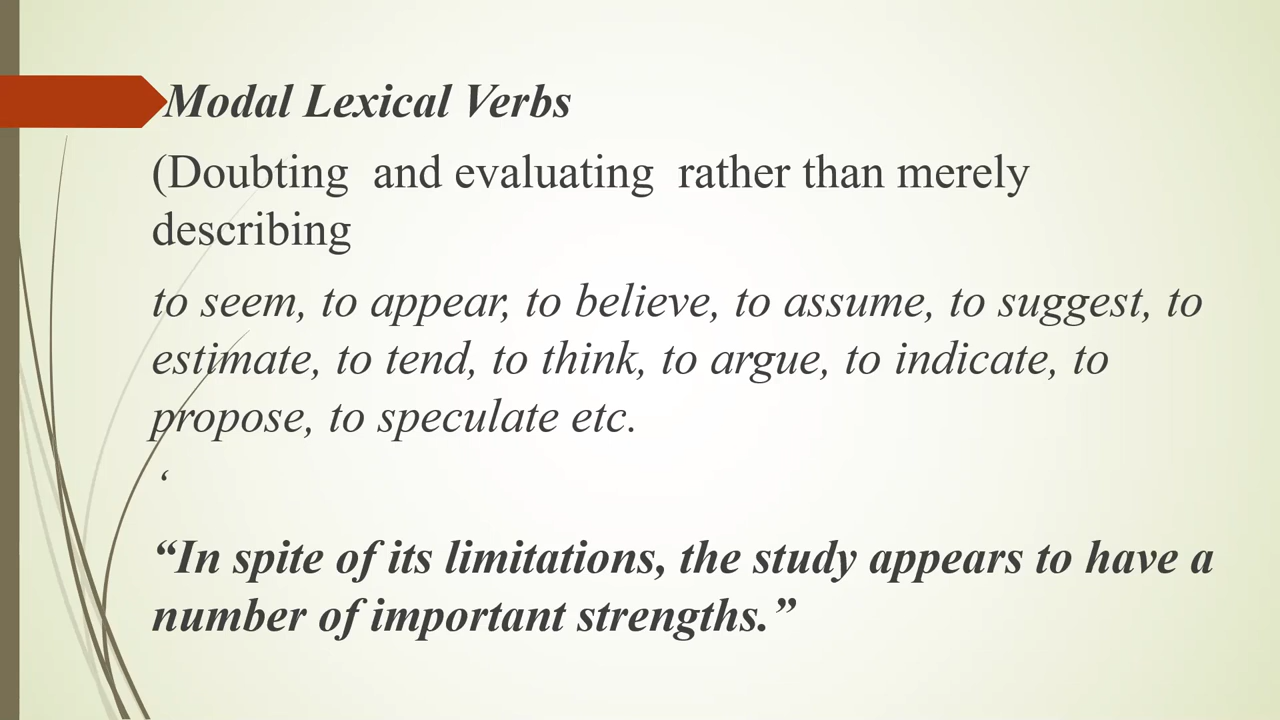 Modal Lexical Verbs
(Doubting and evaluating rather than merely
describing
to seem, to appear, to believe, to assume, to suggest, to
estimate, to tend, to think, to argue, to indicate, to
propose, to speculate etc.
‘
“In spite of its limitations, the study appears to have a
number of important strengths.”